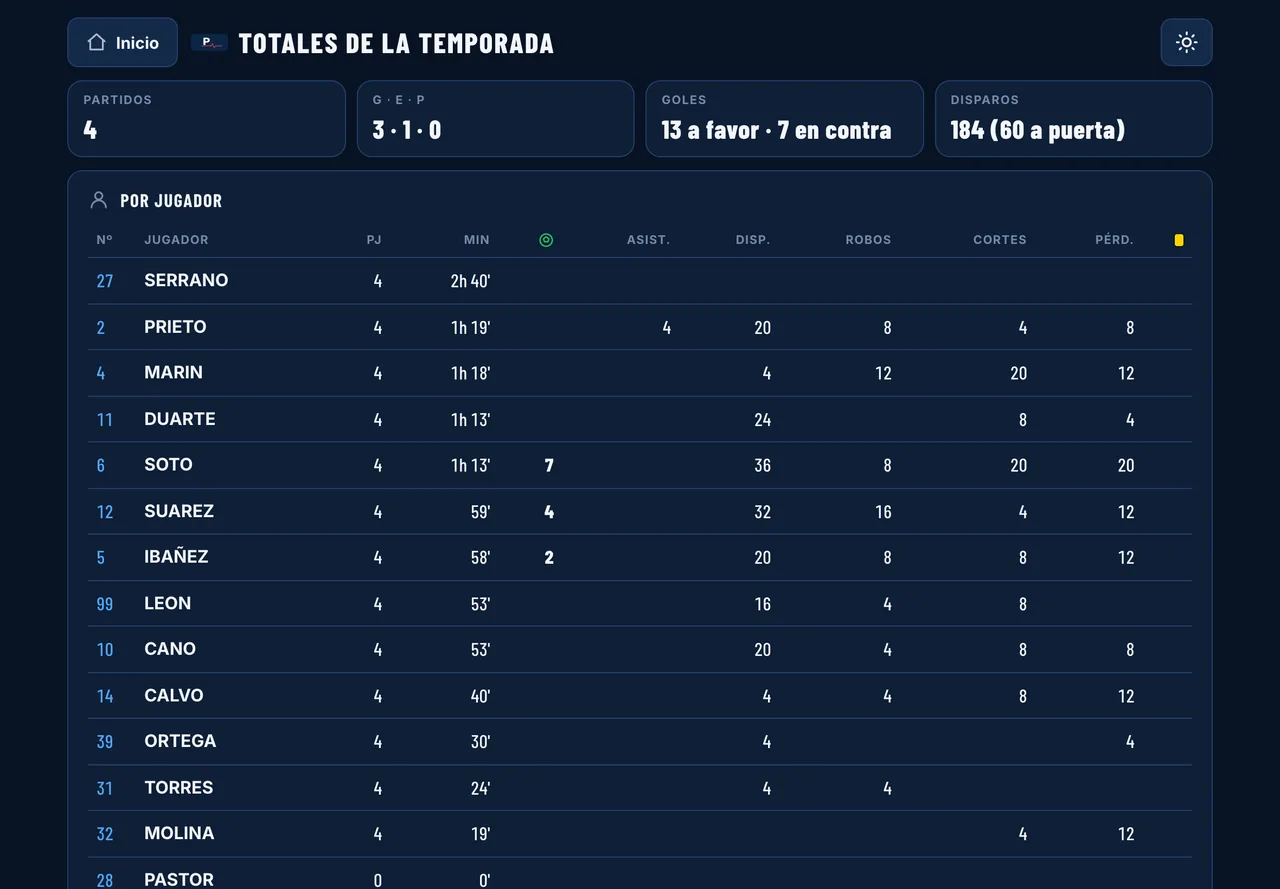 Inicio
P
TOTALES DE LA TEMPORADA
PARTIDOS
4
G · E · P
3 · 1 · 0
GOLES
13 a favor · 7 en contra
DISPAROS
184 (60 a puerta)
POR JUGADOR
Nº JUGADOR PJ MIN ASIST. DISP. ROBOS CORTES PÉRD.
27 SERRANO 4 2h 40'
2 PRIETO 4 1h 19' 4 20 8 4 8
4 MARIN 4 1h 18' 4 12 20 12
11 DUARTE 4 1h 13' 24 8 4
6 SOTO 4 1h 13' 7 36 8 20 20
12 SUAREZ 4 59' 4 32 16 4 12
5 IBAÑEZ 4 58' 2 20 8 8 12
99 LEON 4 53' 16 4 8
10 CANO 4 53' 20 4 8 8
14 CALVO 4 40' 4 4 8 12
39 ORTEGA 4 30' 4 4
31 TORRES 4 24' 4 4
32 MOLINA 4 19' 4 12
28 PASTOR 0 0'